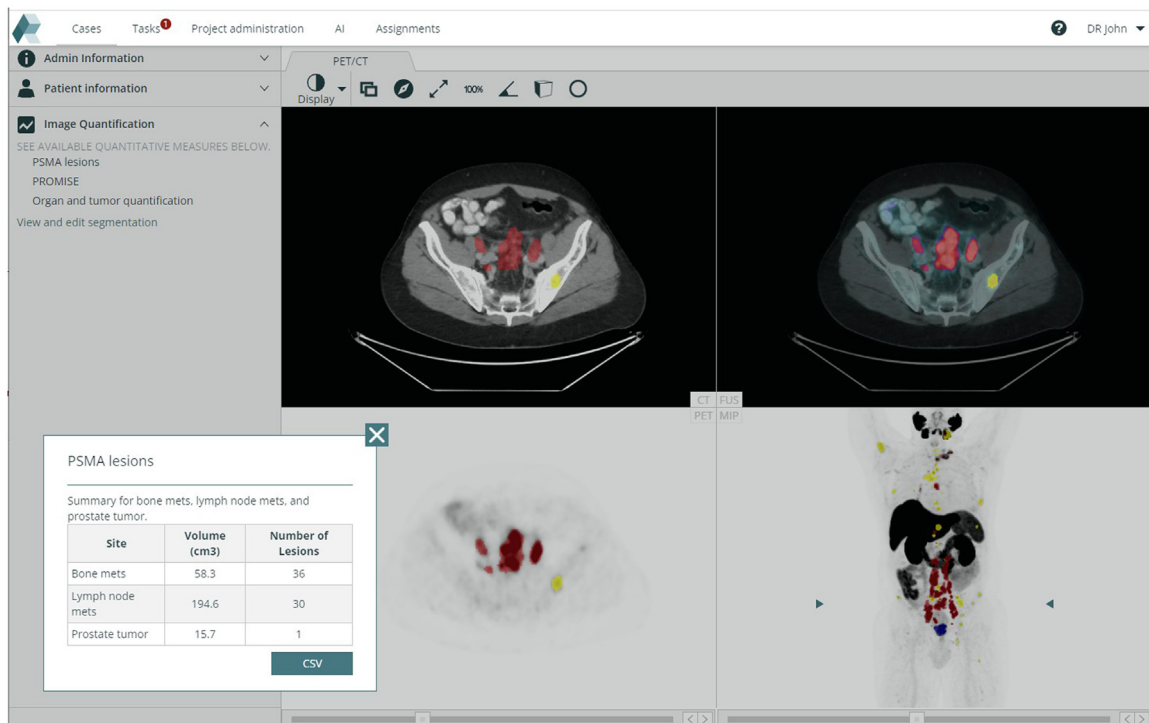 Cases Tasks 1 Project administration AI Assignments ? DR John
Admin Information
Patient information
Image Quantification
SEE AVAILABLE QUANTITATIVE MEASURES BELOW.
PSMA lesions
PROMISE
Organ and tumor quantification
View and edit segmentation
PET/CT
Display 100%
CT FUS
PET MIP
PSMA lesions
Summary for bone mets, lymph node mets, and
prostate tumor.
Site Volume (cm3) Number of Lesions
Bone mets 58.3 36
Lymph node mets 194.6 30
Prostate tumor 15.7 1
CSV